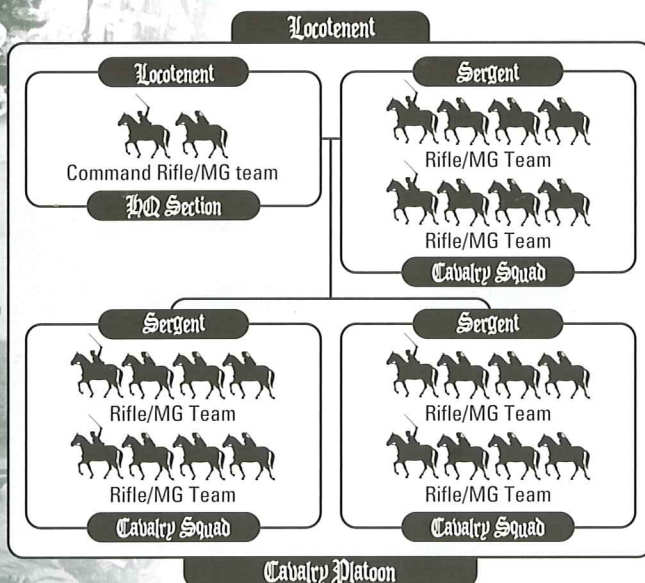 Locotenent
Locotenent
Command Rifle/MG team
HQ Section
Sergent
Rifle/MG Team
Rifle/MG Team
Cavalry Squad
Sergent
Rifle/MG Team
Rifle/MG Team
Cavalry Squad
Sergent
Rifle/MG Team
Rifle/MG Team
Cavalry Squad
Cavalry Platoon